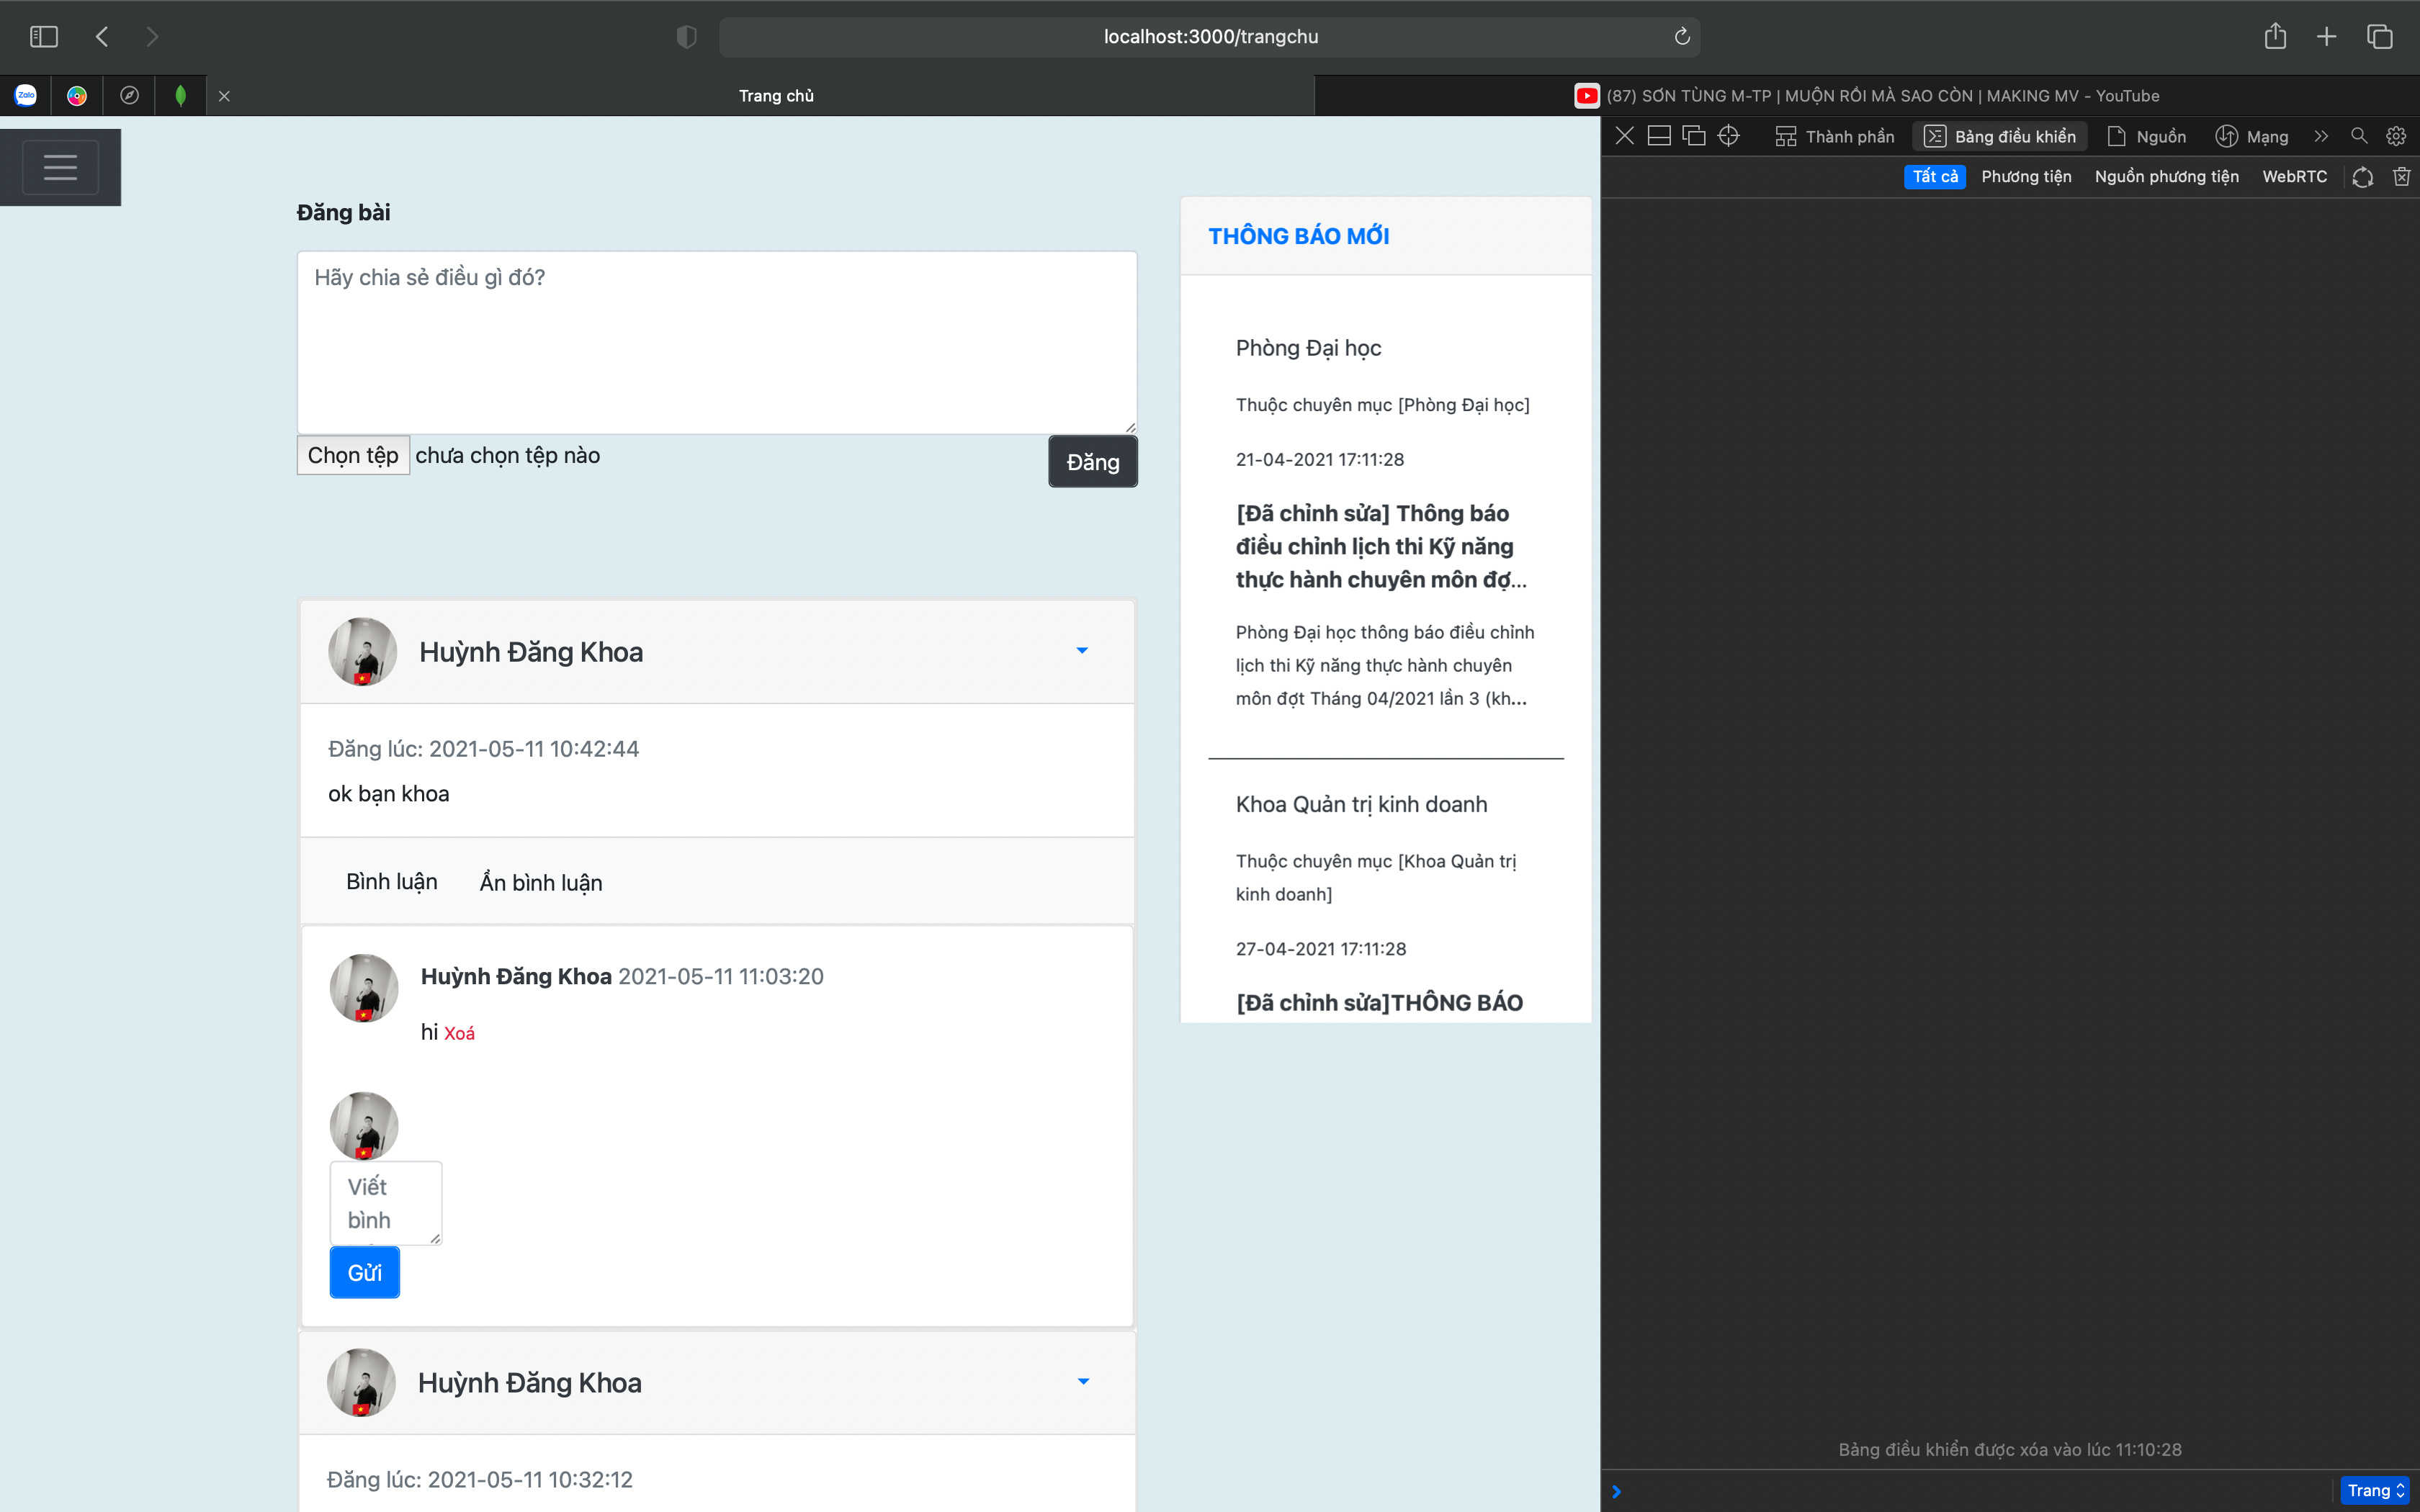 localhost:3000/trangchu
Zalo
Trang chủ
(87) SƠN TÙNG M-TP | MUỘN RỒI MÀ SAO CÒN | MAKING MV - YouTube
Thành phần
Bảng điều khiển
Nguồn
Mạng
Tất cả
Phương tiện
Nguồn phương tiện
WebRTC
Đăng bài
Hãy chia sẻ điều gì đó?
Chọn tệp chưa chọn tệp nào
Đăng
Huỳnh Đăng Khoa
Đăng lúc: 2021-05-11 10:42:44
ok bạn khoa
Bình luận
Ẩn bình luận
Huỳnh Đăng Khoa 2021-05-11 11:03:20
hi Xoá
Viết
bình
Gửi
Huỳnh Đăng Khoa
Đăng lúc: 2021-05-11 10:32:12
THÔNG BÁO MỚI
Phòng Đại học
Thuộc chuyên mục [Phòng Đại học]
21-04-2021 17:11:28
[Đã chỉnh sửa] Thông báo
điều chỉnh lịch thi Kỹ năng
thực hành chuyên môn đợ...
Phòng Đại học thông báo điều chỉnh
lịch thi Kỹ năng thực hành chuyên
môn đợt Tháng 04/2021 lần 3 (kh...
Khoa Quản trị kinh doanh
Thuộc chuyên mục [Khoa Quản trị
kinh doanh]
27-04-2021 17:11:28
[Đã chỉnh sửa]THÔNG BÁO
Bảng điều khiển được xóa vào lúc 11:10:28
Trang